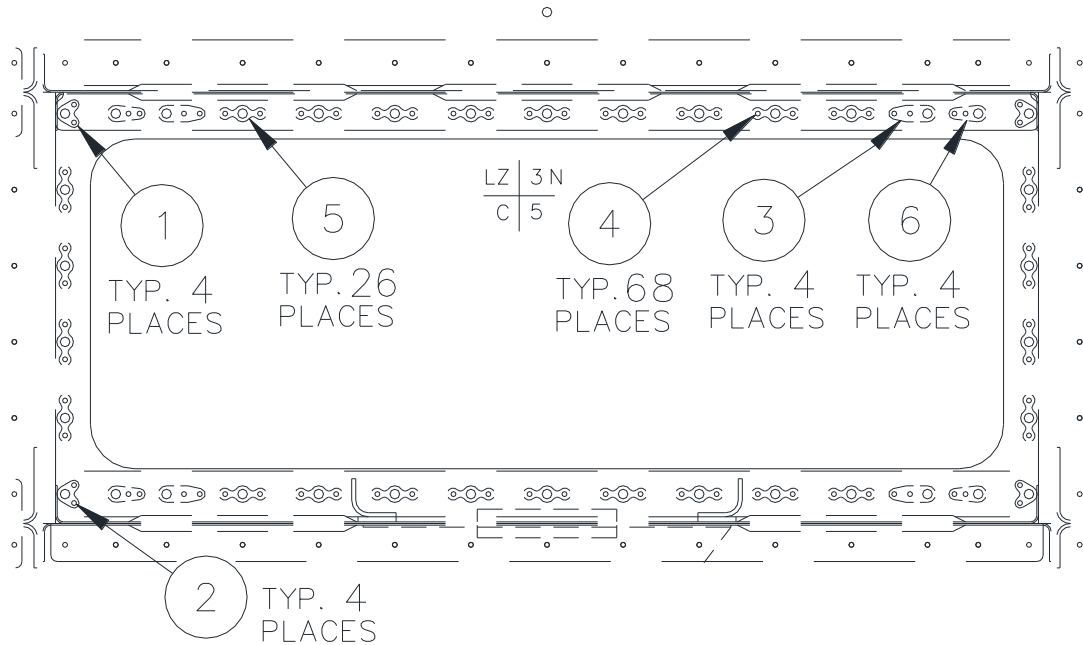 LZ 3N
C 5
1
TYP. 4
PLACES
5
TYP. 26
PLACES
4
TYP. 68
PLACES
3
TYP. 4
PLACES
6
TYP. 4
PLACES
2
TYP. 4
PLACES